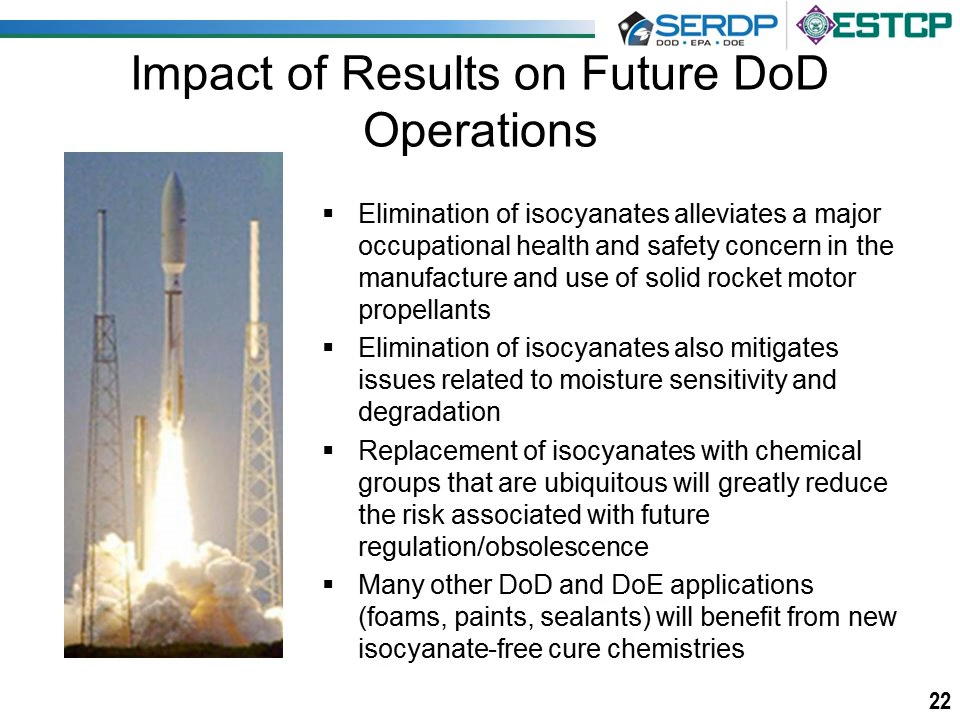 SERDP
DOD • EPA • DOE
ESTCP
Impact of Results on Future DoD
Operations
▪ Elimination of isocyanates alleviates a major
occupational health and safety concern in the
manufacture and use of solid rocket motor
propellants
▪ Elimination of isocyanates also mitigates
issues related to moisture sensitivity and
degradation
▪ Replacement of isocyanates with chemical
groups that are ubiquitous will greatly reduce
the risk associated with future
regulation/obsolescence
▪ Many other DoD and DoE applications
(foams, paints, sealants) will benefit from new
isocyanate-free cure chemistries
22